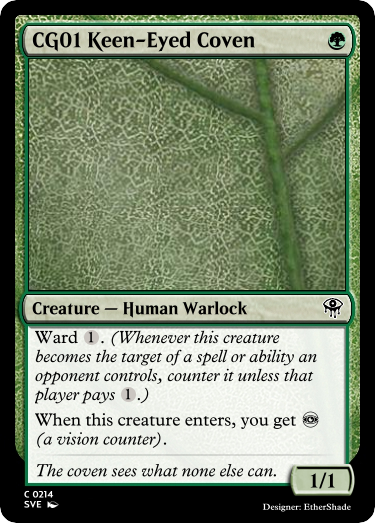 CG01 Keen-Eyed Coven
Creature — Human Warlock
Ward 1. (Whenever this creature
becomes the target of a spell or ability an
opponent controls, counter it unless that
player pays 1.)
When this creature enters, you get
(a vision counter).
The coven sees what none else can.
1/1
C 0214
SVE
Designer: EtherShade